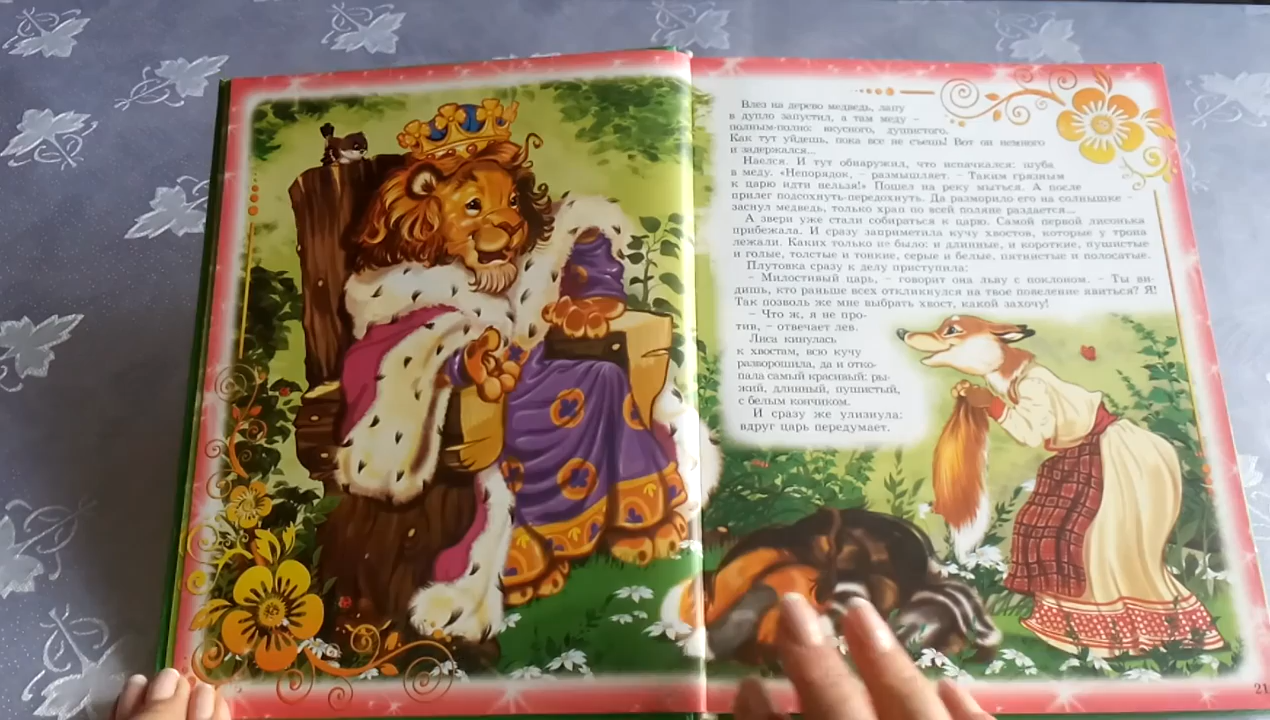 Влез на дерево медведь, лапу
в дупло запустил, а там меду –
полным-полно: вкусного, душистого.
Как тут уйдешь, пока все не съешь! Вот он немного
и задержался...
Наелся. И тут обнаружил, что испачкался: шуба
в меду. «Непорядок, – размышляет. – Таким грязным
к царю идти нельзя!» Пошел на реку мыться. А после
прилег подсохнуть-передохнуть. Да разморило его на солнышке –
заснул медведь, только храп по всей поляне раздается...
А звери уже стали собираться к царю. Самой первой лисонька
прибежала. И сразу заприметила кучу хвостов, которые у трона
лежали. Каких только не было: и длинные, и короткие, пушистые
и голые, толстые и тонкие, серые и белые, пятнистые и полосатые.
Плутовка сразу к делу приступила:
– Милостивый царь, – говорит она льву с поклоном. – Ты ви-
дишь, кто раньше всех откликнулся на твое повеление явиться? Я!
Так позволь же мне выбрать хвост, какой захочу!
– Что ж, я не про-
тив, – отвечает лев.
Лиса кинулась
к хвостам, всю кучу
разворошила, да и отко-
пала самый красивый: ры-
жий, длинный, пушистый,
с белым кончиком.
И сразу же улизнула:
вдруг царь передумает.
21